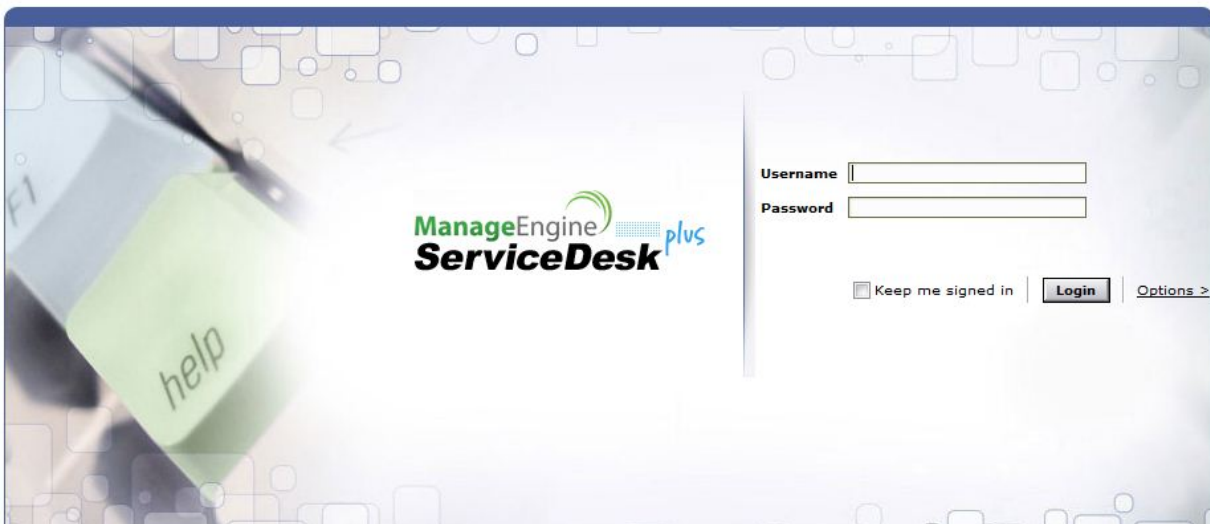 F1
help
ManageEngine
ServiceDesk plus
Username
Password
Keep me signed in
Login
Options >